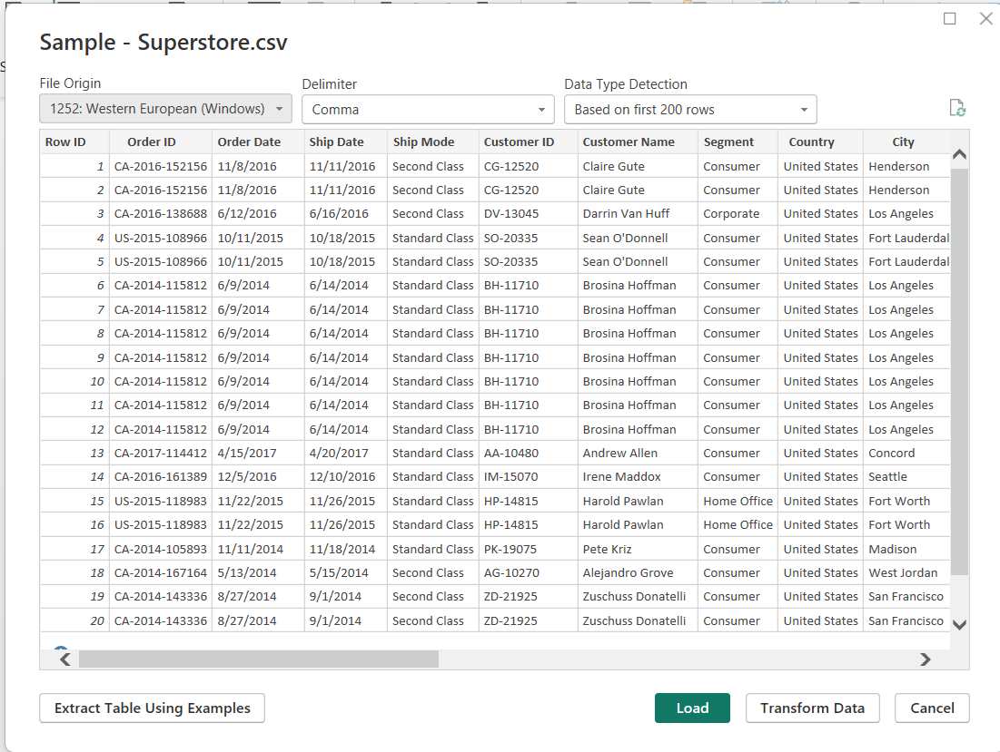 Sample - Superstore.csv
File Origin Delimiter Data Type Detection
1252: Western European (Windows) Comma Based on first 200 rows
Row ID Order ID Order Date Ship Date Ship Mode Customer ID Customer Name Segment Country City
1 CA-2016-152156 11/8/2016 11/11/2016 Second Class CG-12520 Claire Gute Consumer United States Henderson
2 CA-2016-152156 11/8/2016 11/11/2016 Second Class CG-12520 Claire Gute Consumer United States Henderson
3 CA-2016-138688 6/12/2016 6/16/2016 Second Class DV-13045 Darrin Van Huff Corporate United States Los Angeles
4 US-2015-108966 10/11/2015 10/18/2015 Standard Class SO-20335 Sean O'Donnell Consumer United States Fort Lauderdal
5 US-2015-108966 10/11/2015 10/18/2015 Standard Class SO-20335 Sean O'Donnell Consumer United States Fort Lauderdal
6 CA-2014-115812 6/9/2014 6/14/2014 Standard Class BH-11710 Brosina Hoffman Consumer United States Los Angeles
7 CA-2014-115812 6/9/2014 6/14/2014 Standard Class BH-11710 Brosina Hoffman Consumer United States Los Angeles
8 CA-2014-115812 6/9/2014 6/14/2014 Standard Class BH-11710 Brosina Hoffman Consumer United States Los Angeles
9 CA-2014-115812 6/9/2014 6/14/2014 Standard Class BH-11710 Brosina Hoffman Consumer United States Los Angeles
10 CA-2014-115812 6/9/2014 6/14/2014 Standard Class BH-11710 Brosina Hoffman Consumer United States Los Angeles
11 CA-2014-115812 6/9/2014 6/14/2014 Standard Class BH-11710 Brosina Hoffman Consumer United States Los Angeles
12 CA-2014-115812 6/9/2014 6/14/2014 Standard Class BH-11710 Brosina Hoffman Consumer United States Los Angeles
13 CA-2017-114412 4/15/2017 4/20/2017 Standard Class AA-10480 Andrew Allen Consumer United States Concord
14 CA-2016-161389 12/5/2016 12/10/2016 Standard Class IM-15070 Irene Maddox Consumer United States Seattle
15 US-2015-118983 11/22/2015 11/26/2015 Standard Class HP-14815 Harold Pawlan Home Office United States Fort Worth
16 US-2015-118983 11/22/2015 11/26/2015 Standard Class HP-14815 Harold Pawlan Home Office United States Fort Worth
17 CA-2014-105893 11/11/2014 11/18/2014 Standard Class PK-19075 Pete Kriz Consumer United States Madison
18 CA-2014-167164 5/13/2014 5/15/2014 Second Class AG-10270 Alejandro Grove Consumer United States West Jordan
19 CA-2014-143336 8/27/2014 9/1/2014 Second Class ZD-21925 Zuschuss Donatelli Consumer United States San Francisco
20 CA-2014-143336 8/27/2014 9/1/2014 Second Class ZD-21925 Zuschuss Donatelli Consumer United States San Francisco
Extract Table Using Examples Load Transform Data Cancel